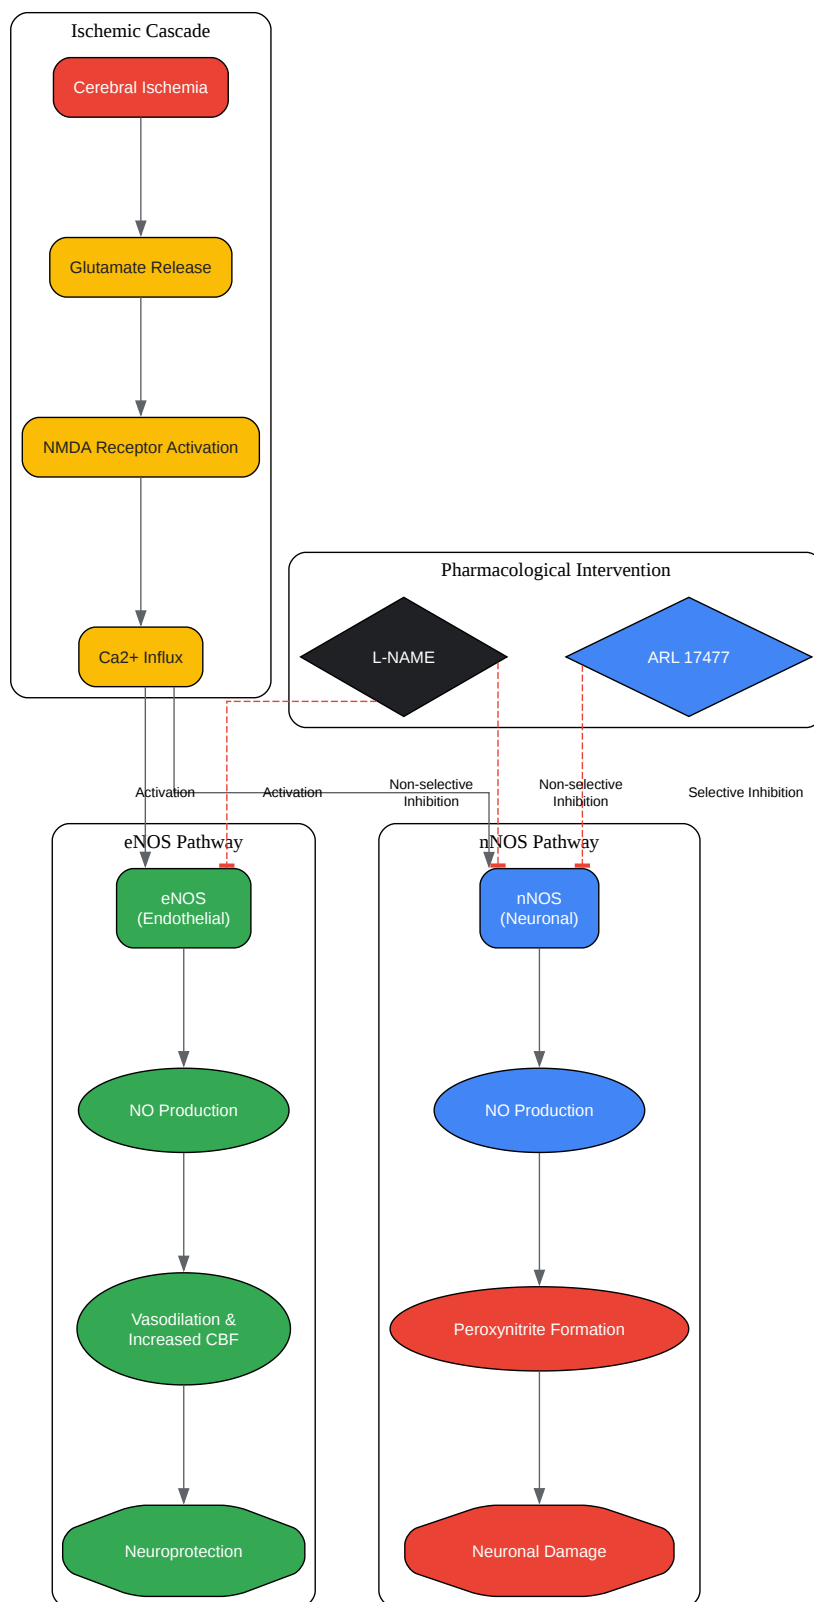 Ischemic Cascade
Cerebral Ischemia
Glutamate Release
NMDA Receptor Activation
Ca2+ Influx
Pharmacological Intervention
L-NAME
ARL 17477
Activation
Activation
Non-selective
Inhibition
Non-selective
Inhibition
Selective Inhibition
eNOS Pathway
eNOS
(Endothelial)
NO Production
Vasodilation &
Increased CBF
Neuroprotection
nNOS Pathway
nNOS
(Neuronal)
NO Production
Peroxynitrite Formation
Neuronal Damage